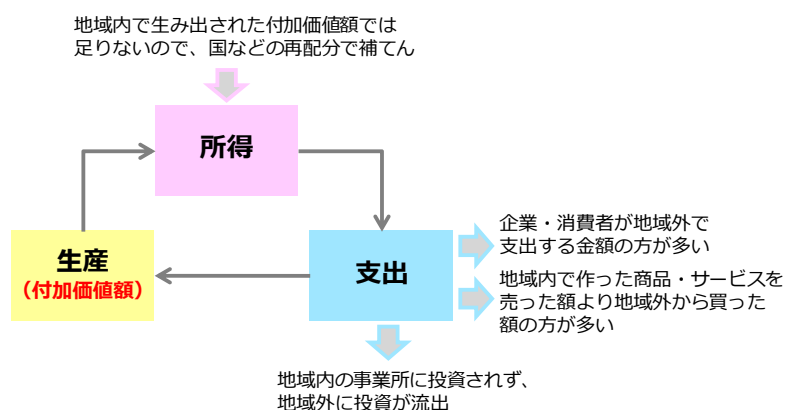 地域内で生み出された付加価値額では
足りないので、国などの再配分で補てん
所得
生産
（付加価値額）
支出
企業・消費者が地域外で
支出する金額の方が多い
地域内で作った商品・サービスを
売った額より地域外から買った
額の方が多い
地域内の事業所に投資されず、
地域外に投資が流出